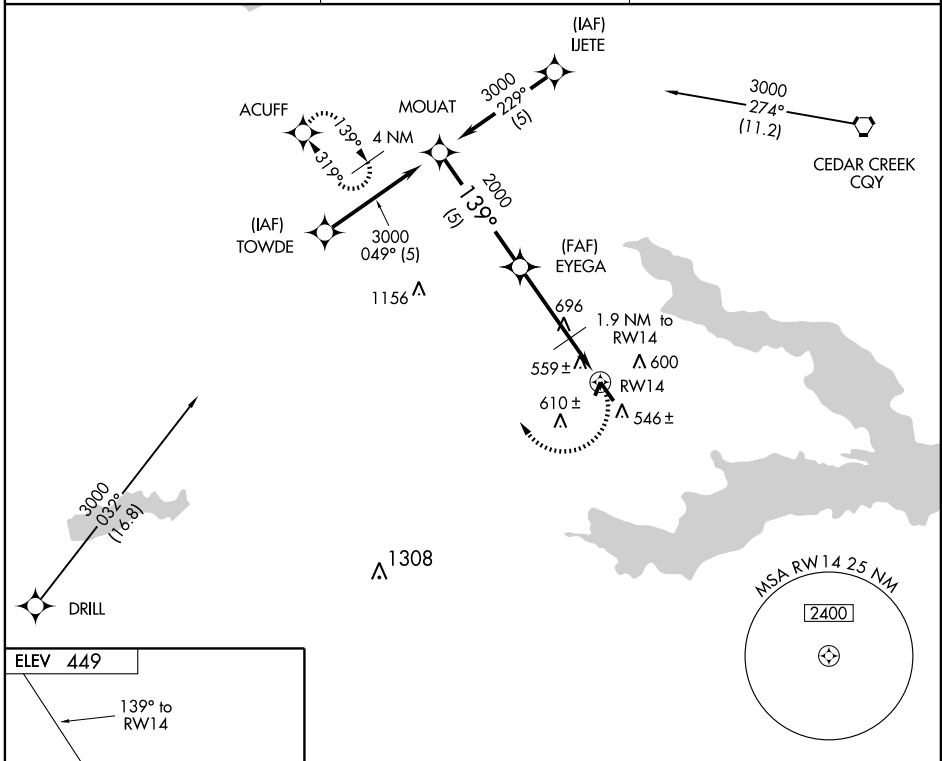 (IAF)
IJETE
3000
229°
(5)
3000
274°
(11.2)
CEDAR CREEK
CQY
ACUFF
MOUAT
139°
319°
4 NM
(IAF)
TOWDE
3000
049° (5)
2000
139°
(5)
(FAF)
EYEGA
1156
696
1.9 NM to
RW14
559 ±
600
RW14
610 ±
546 ±
3000
032°
(16.8)
DRILL
1308
MSA RW14 25 NM
2400
ELEV 449
139° to
RW14